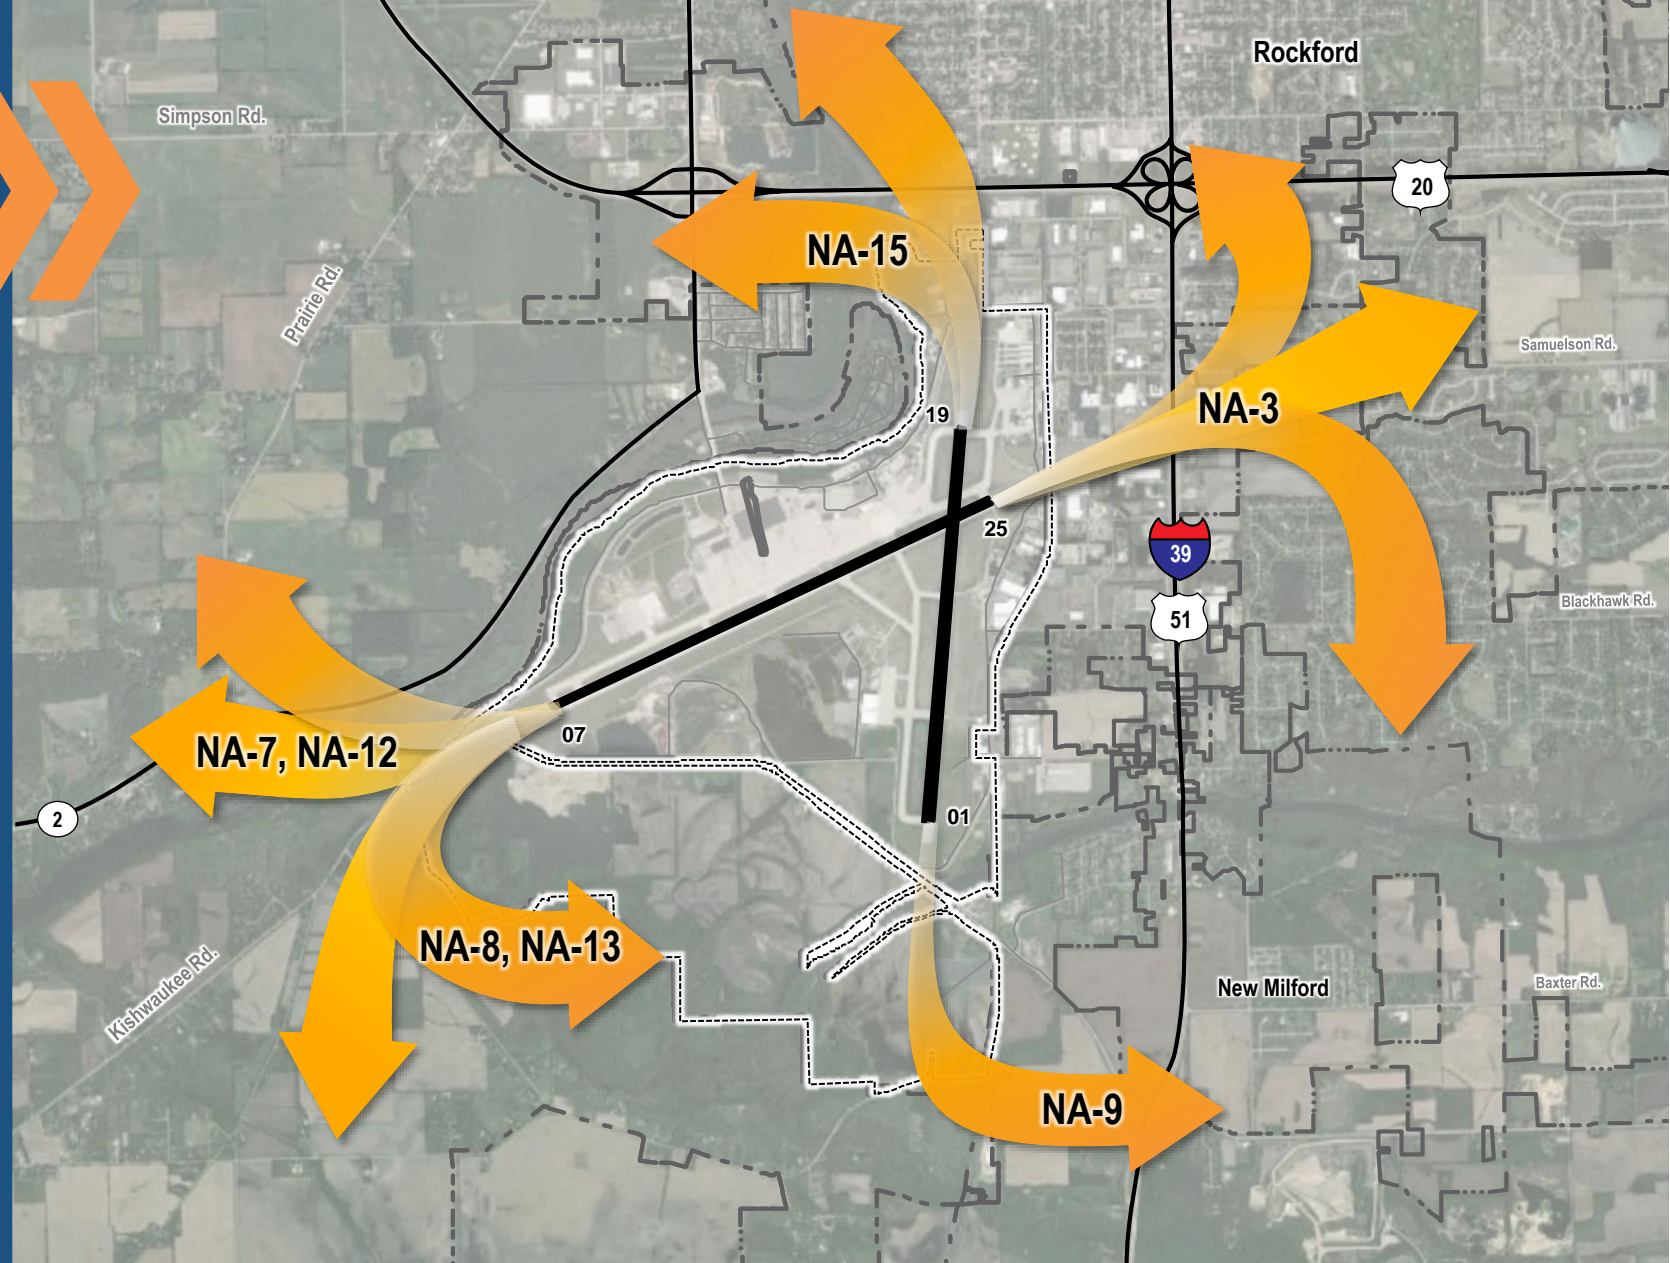 Rockford
Simpson Rd.
20
NA-15
Prairie Rd.
Samuelson Rd.
NA-3
19
25
39
Blackhawk Rd.
51
07
NA-7, NA-12
2
01
NA-8, NA-13
Kishwaukee Rd.
New Milford
Baxter Rd.
NA-9